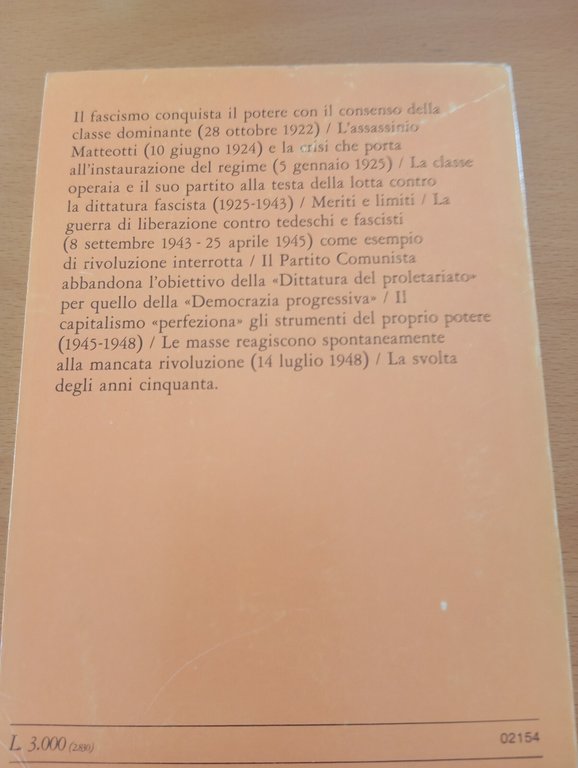 Il fascismo conquista il potere con il consenso della
classe dominante (28 ottobre 1922) / L'assassinio
Matteotti (10 giugno 1924) e la crisi che porta
all'instaurazione del regime (5 gennaio 1925) / La classe
operaia e il suo partito alla testa della lotta contro
la dittatura fascista (1925-1943) / Meriti e limiti / La
guerra di liberazione contro tedeschi e fascisti
(8 settembre 1943 - 25 aprile 1945) come esempio
di rivoluzione interrotta / Il Partito Comunista
abbandona l'obiettivo della «Dittatura del proletariato»
per quello della «Democrazia progressiva» / Il
capitalismo «perfeziona» gli strumenti del proprio potere
(1945-1948) / Le masse reagiscono spontaneamente
alla mancata rivoluzione (14 luglio 1948) / La svolta
degli anni cinquanta.
L. 3.000 (2.830)
02154